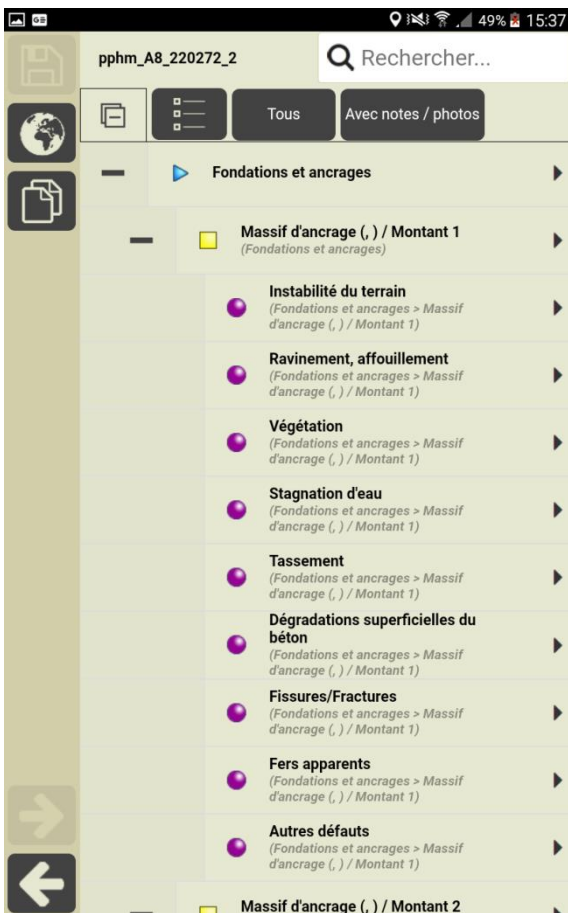 GE 49% 15:37
pphm_A8_220272_2 Rechercher...
Tous Avec notes / photos
Fondations et ancrages
Massif d'ancrage (, ) / Montant 1
(Fondations et ancrages)
Instabilité du terrain
(Fondations et ancrages > Massif
d'ancrage (, ) / Montant 1)
Ravinement, affouillement
(Fondations et ancrages > Massif
d'ancrage (, ) / Montant 1)
Végétation
(Fondations et ancrages > Massif
d'ancrage (, ) / Montant 1)
Stagnation d'eau
(Fondations et ancrages > Massif
d'ancrage (, ) / Montant 1)
Tassement
(Fondations et ancrages > Massif
d'ancrage (, ) / Montant 1)
Dégradations superficielles du
béton
(Fondations et ancrages > Massif
d'ancrage (, ) / Montant 1)
Fissures/Fractures
(Fondations et ancrages > Massif
d'ancrage (, ) / Montant 1)
Fers apparents
(Fondations et ancrages > Massif
d'ancrage (, ) / Montant 1)
Autres défauts
(Fondations et ancrages > Massif
d'ancrage (, ) / Montant 1)
Massif d'ancrage (, ) / Montant 2